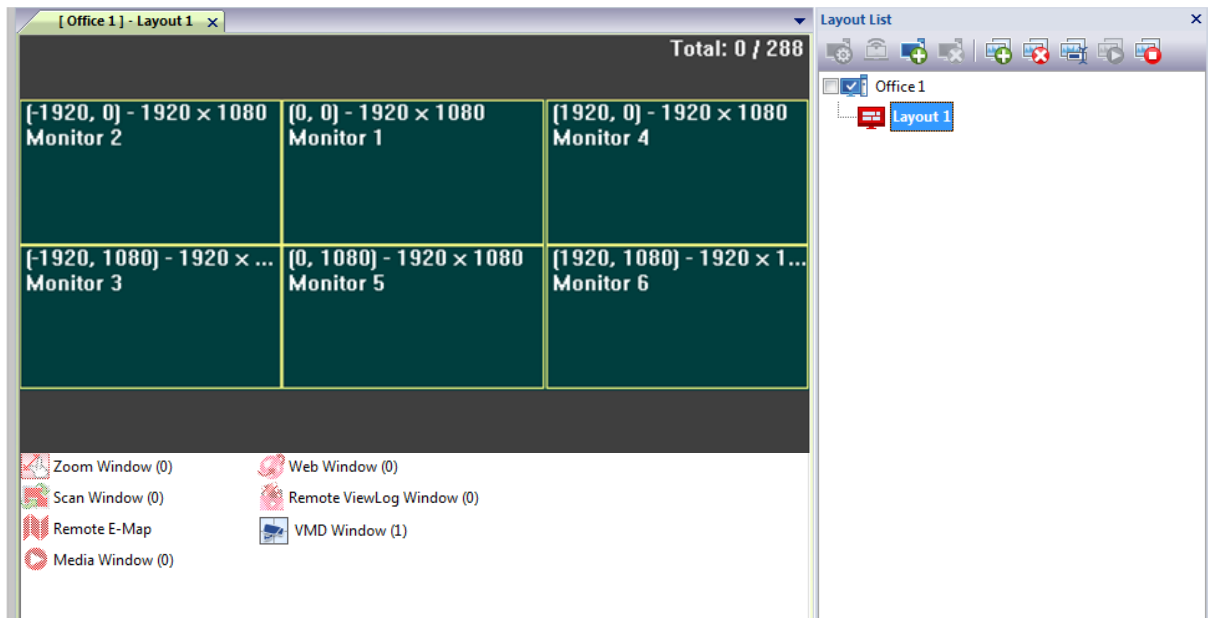 [ Office 1 ] - Layout 1 x
Layout List
Total: 0 / 288
Office 1
Layout 1
(-1920, 0) - 1920 × 1080
Monitor 2
(0, 0) - 1920 × 1080
Monitor 1
(1920, 0) - 1920 × 1080
Monitor 4
(-1920, 1080) - 1920 × ...
Monitor 3
(0, 1080) - 1920 × 1080
Monitor 5
(1920, 1080) - 1920 × 1...
Monitor 6
Zoom Window (0)
Web Window (0)
Scan Window (0)
Remote ViewLog Window (0)
Remote E-Map
VMD Window (1)
Media Window (0)